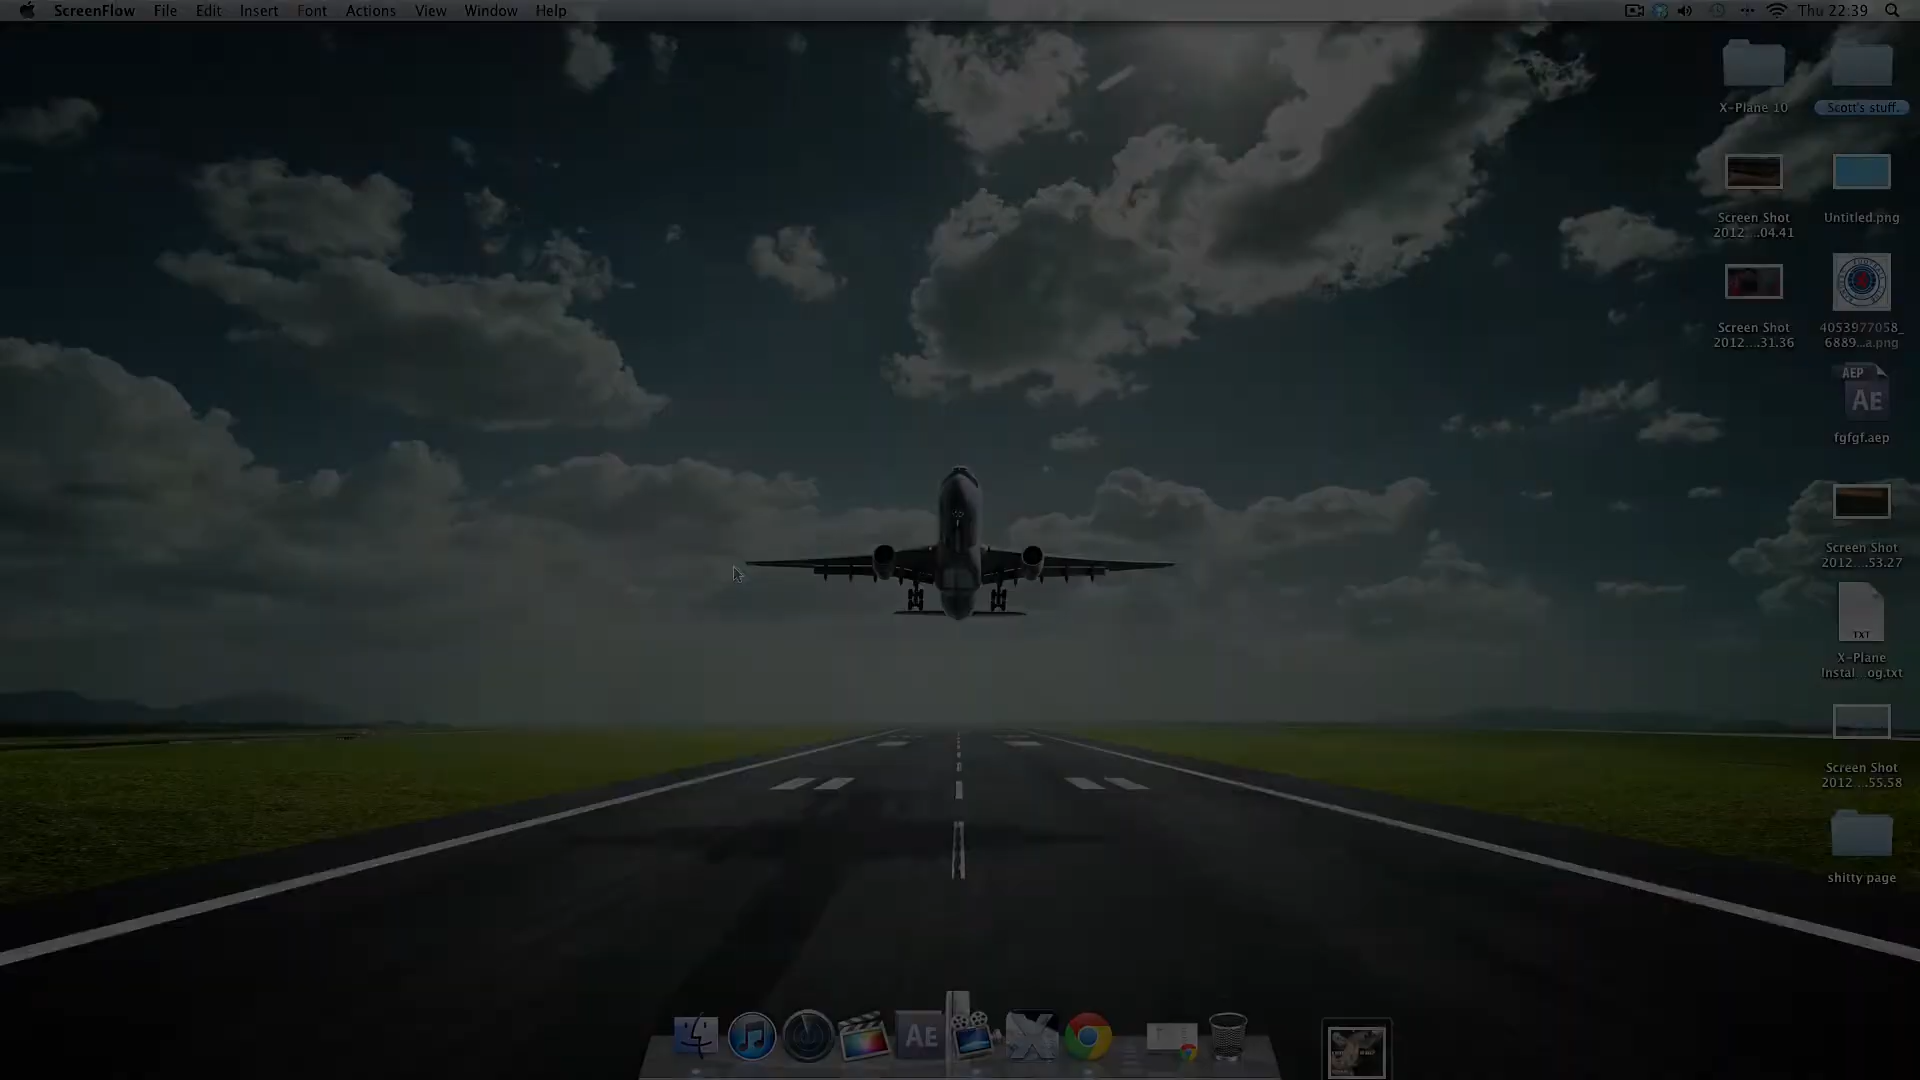 ScreenFlow File Edit Insert Font Actions View Window Help Thu 22:39
X-Plane 10
Scott's stuff.
Screen Shot
2012 ....04.41
Untitled.png
Screen Shot
2012....31.36
4053977058_
6889...a.png
AEP
AE
fgfgf.aep
Screen Shot
2012 ....53.27
TXT
X-Plane
Instal...og.txt
Screen Shot
2012 ....55.58
shitty page
AE
X